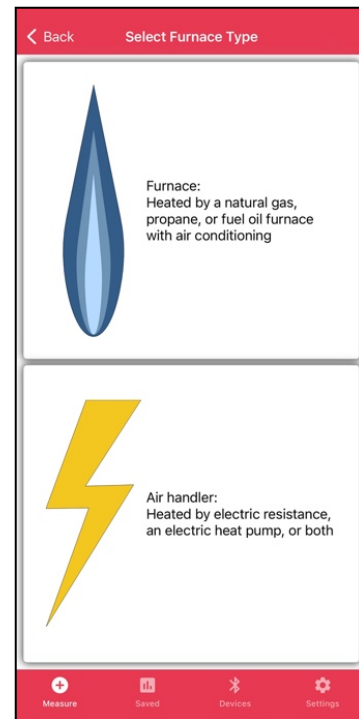 Back
Select Furnace Type
Furnace:
Heated by a natural gas,
propane, or fuel oil furnace
with air conditioning
Air handler:
Heated by electric resistance,
an electric heat pump, or both
Measure
Saved
Devices
Settings